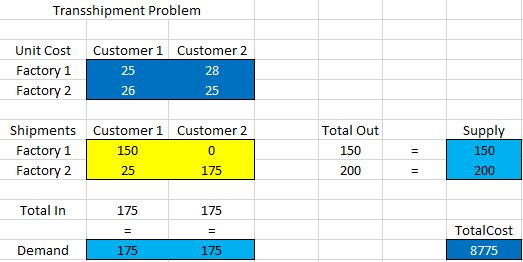 Transshipment Problem
Unit Cost Customer 1 Customer 2
Factory 1 25 28
Factory 2 26 25
Shipments Customer 1 Customer 2 Total Out Supply
Factory 1 150 0 150 = 150
Factory 2 25 175 200 = 200
Total In 175 175
= = TotalCost
Demand 175 175 8775